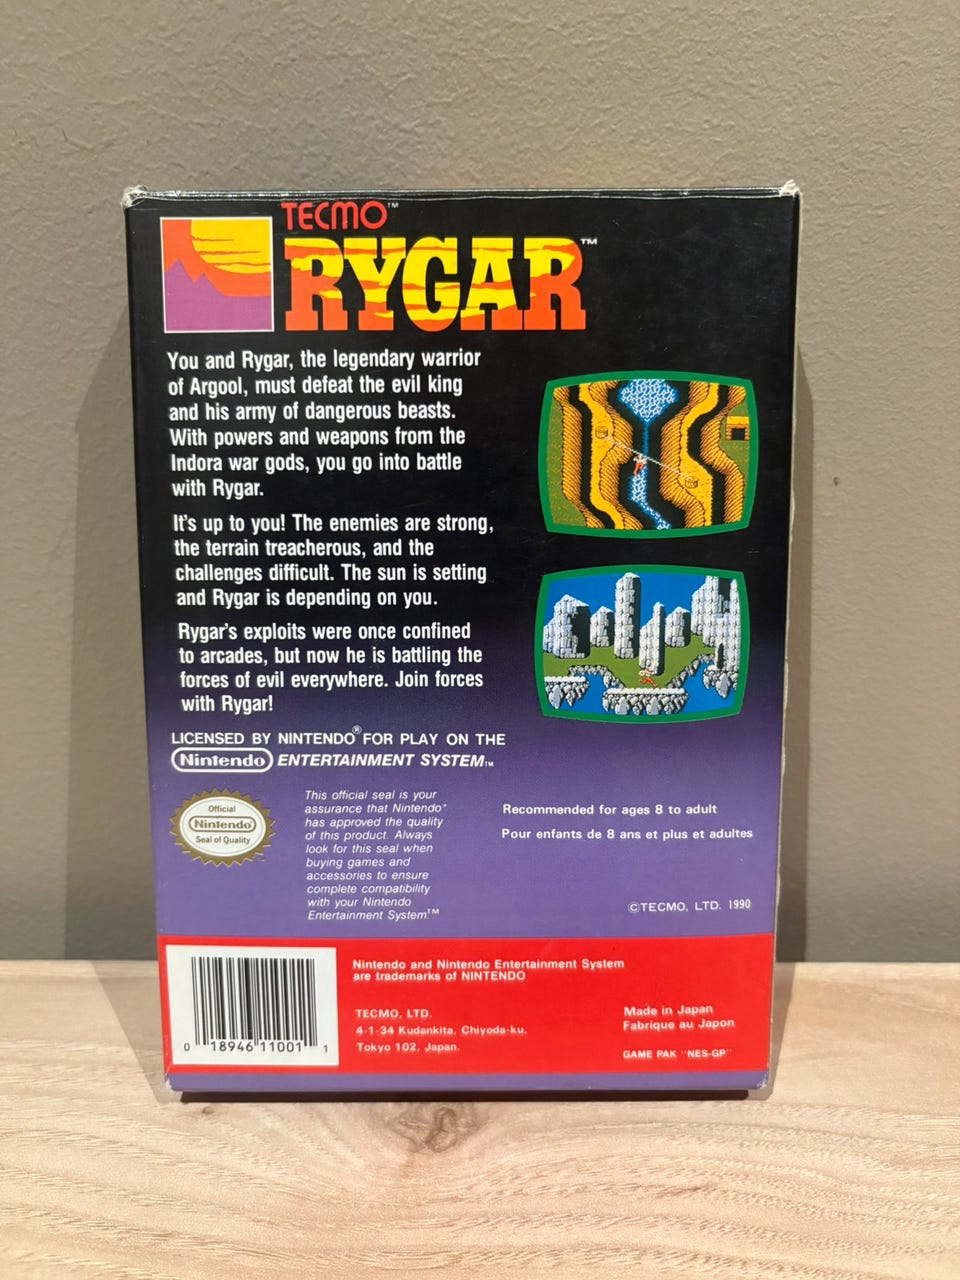 TECMO™
RYGAR™
You and Rygar, the legendary warrior
of Argool, must defeat the evil king
and his army of dangerous beasts.
With powers and weapons from the
Indora war gods, you go into battle
with Rygar.
It's up to you! The enemies are strong,
the terrain treacherous, and the
challenges difficult. The sun is setting
and Rygar is depending on you.
Rygar's exploits were once confined
to arcades, but now he is battling the
forces of evil everywhere. Join forces
with Rygar!
LICENSED BY NINTENDO® FOR PLAY ON THE
Nintendo ENTERTAINMENT SYSTEM™
Official
Nintendo
Seal of Quality
This official seal is your
assurance that Nintendo®
has approved the quality
of this product. Always
look for this seal when
buying games and
accessories to ensure
complete compatibility
with your Nintendo
Entertainment System™
Recommended for ages 8 to adult
Pour enfants de 8 ans et plus et adultes
©TECMO, LTD. 1990
0 18946 11001 1
Nintendo and Nintendo Entertainment System
are trademarks of NINTENDO
TECMO, LTD.
4-1-34 Kudankita, Chiyoda-ku,
Tokyo 102, Japan.
Made in Japan
Fabrique au Japon
GAME PAK "NES-GP"